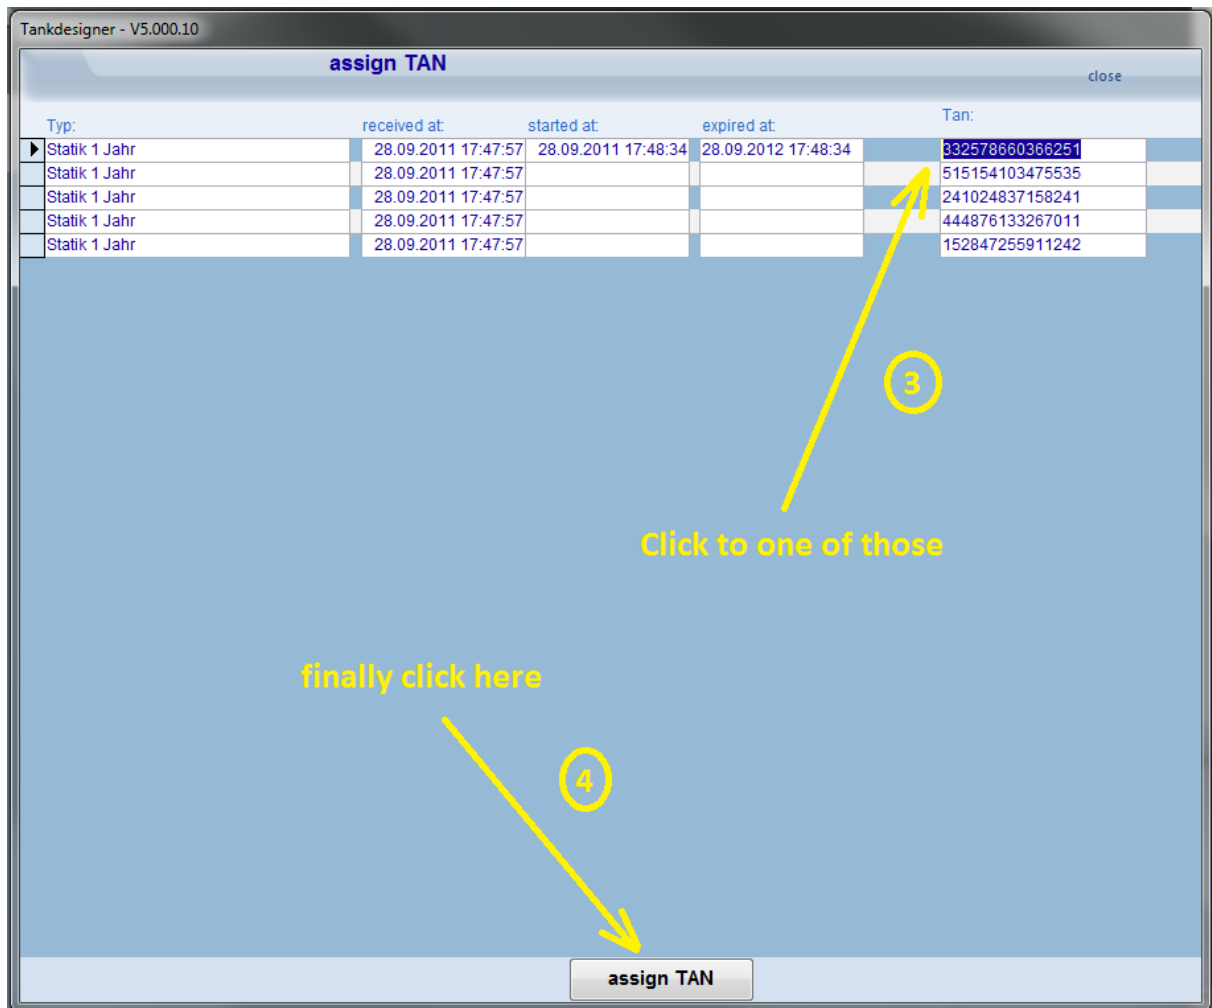 Tankdesigner - V5.000.10
assign TAN
close
Typ: received at: started at: expired at: Tan:
Statik 1 Jahr 28.09.2011 17:47:57 28.09.2011 17:48:34 28.09.2012 17:48:34 332578660366251
Statik 1 Jahr 28.09.2011 17:47:57 515154103475535
Statik 1 Jahr 28.09.2011 17:47:57 241024837158241
Statik 1 Jahr 28.09.2011 17:47:57 444876133267011
Statik 1 Jahr 28.09.2011 17:47:57 152847255911242
3
Click to one of those
finally click here
4
assign TAN